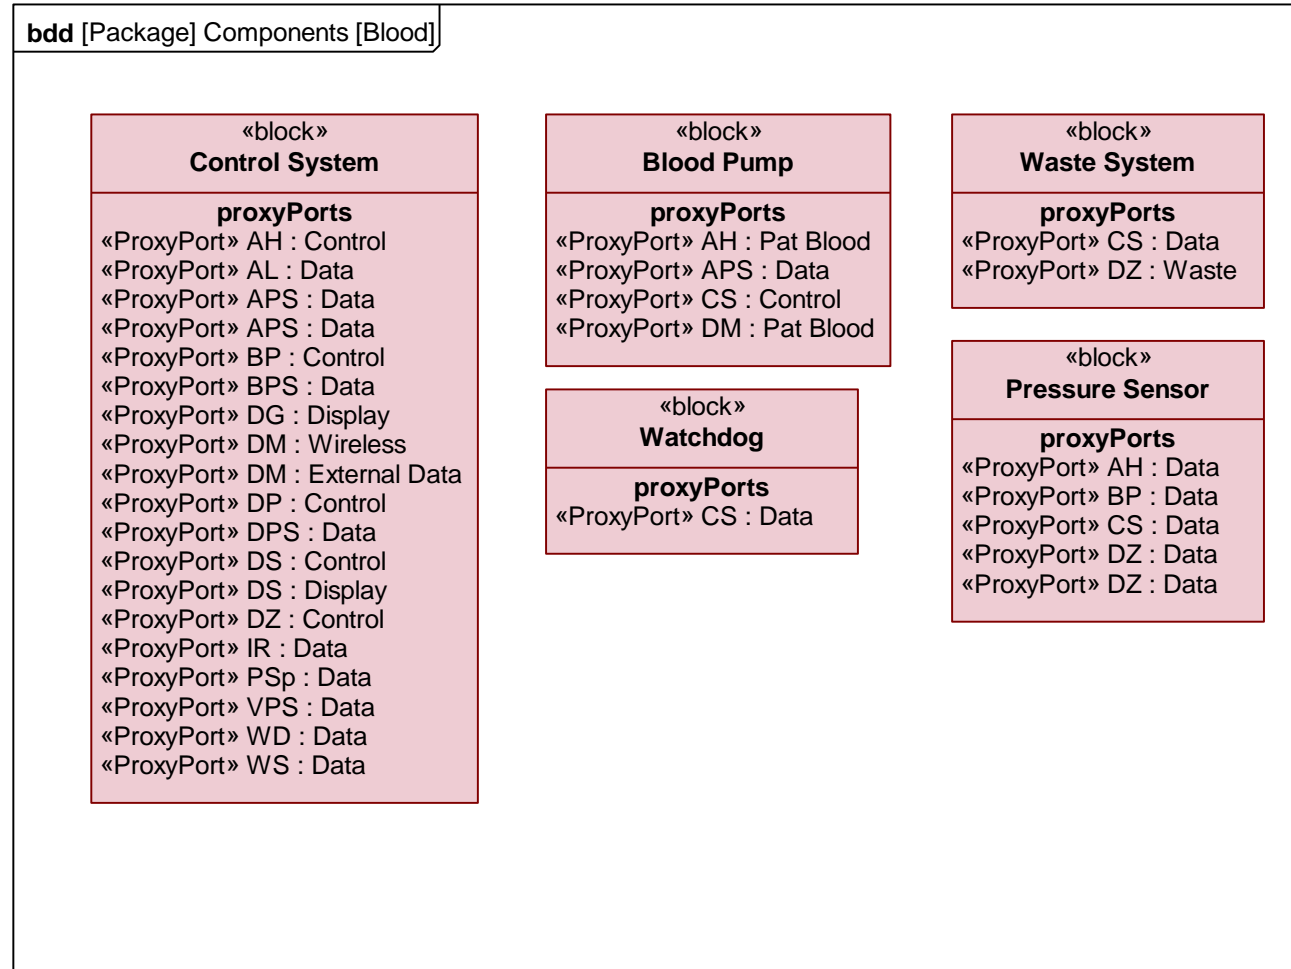 bdd [Package] Components [Blood]
«block»
Control System
proxyPorts
«ProxyPort» AH : Control
«ProxyPort» AL : Data
«ProxyPort» APS : Data
«ProxyPort» APS : Data
«ProxyPort» BP : Control
«ProxyPort» BPS : Data
«ProxyPort» DG : Display
«ProxyPort» DM : Wireless
«ProxyPort» DM : External Data
«ProxyPort» DP : Control
«ProxyPort» DPS : Data
«ProxyPort» DS : Control
«ProxyPort» DS : Display
«ProxyPort» DZ : Control
«ProxyPort» IR : Data
«ProxyPort» PSp : Data
«ProxyPort» VPS : Data
«ProxyPort» WD : Data
«ProxyPort» WS : Data
«block»
Blood Pump
proxyPorts
«ProxyPort» AH : Pat Blood
«ProxyPort» APS : Data
«ProxyPort» CS : Control
«ProxyPort» DM : Pat Blood
«block»
Watchdog
proxyPorts
«ProxyPort» CS : Data
«block»
Waste System
proxyPorts
«ProxyPort» CS : Data
«ProxyPort» DZ : Waste
«block»
Pressure Sensor
proxyPorts
«ProxyPort» AH : Data
«ProxyPort» BP : Data
«ProxyPort» CS : Data
«ProxyPort» DZ : Data
«ProxyPort» DZ : Data